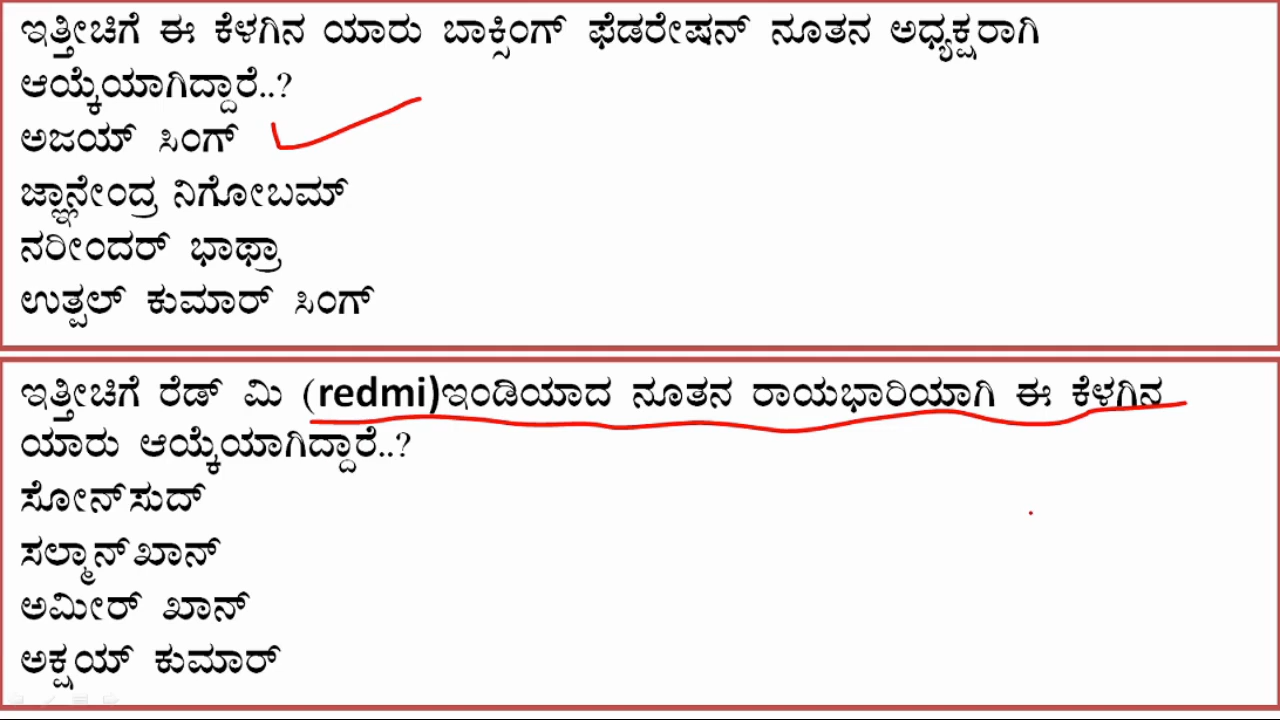 ಇತ್ತೀಚಿಗೆ ಈ ಕೆಳಗಿನ ಯಾರು ಬಾಕ್ಸಿಂಗ್ ಫೆಡರೇಷನ್ ನೂತನ ಅಧ್ಯಕ್ಷರಾಗಿ
ಆಯ್ಕೆಯಾಗಿದ್ದಾರೆ..?
ಅಜಯ್ ಸಿಂಗ್
ಜ್ಞಾನೇಂದ್ರ ನಿಗೋಬಮ್
ನರೀಂದರ್ ಭಾಥ್ರಾ
ಉತ್ಪಲ್ ಕುಮಾರ್ ಸಿಂಗ್
ಇತ್ತೀಚಿಗೆ ರೆಡ್ ಮಿ (redmi)ಇಂಡಿಯಾದ ನೂತನ ರಾಯಭಾರಿಯಾಗಿ ಈ ಕೆಳಗಿನ
ಯಾರು ಆಯ್ಕೆಯಾಗಿದ್ದಾರೆ..?
ಸೋನ್‌ಸುದ್
ಸಲ್ಮಾನ್‌ಖಾನ್
ಅಮೀರ್ ಖಾನ್
ಅಕ್ಷಯ್ ಕುಮಾರ್